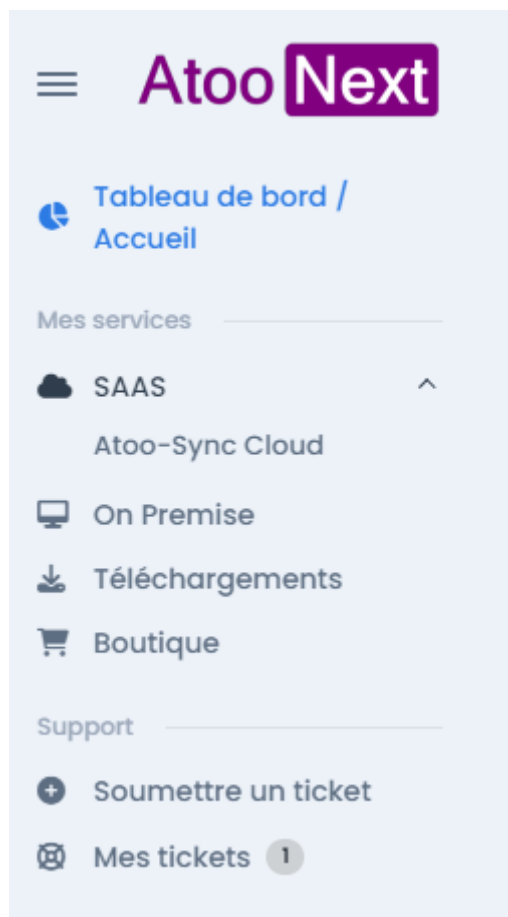 Atoo Next
Tableau de bord /
Accueil
Mes services
SAAS
Atoo-Sync Cloud
On Premise
Téléchargements
Boutique
Support
Soumettre un ticket
Mes tickets 1